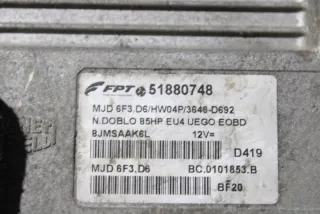 FPT 51880748
MJD 6F3.D6/HW04P/3646-D692
N.DOBLO 85HP EU4 UEGO EOBD
8JMSAAK6L 12V=
D419
MJD 6F3.D6 BC.0101853.B
BF20